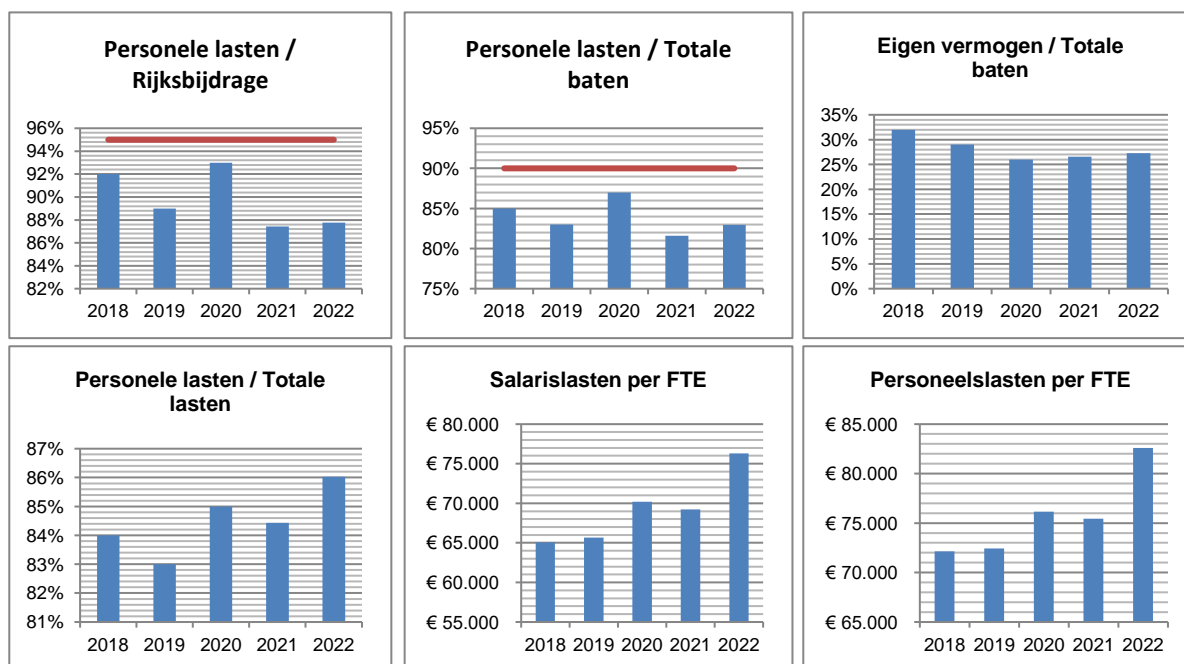 Personele lasten /
Rijksbijdrage
96%
94%
92%
90%
88%
86%
84%
82%
2018 2019 2020 2021 2022
Personele lasten / Totale
baten
95%
90%
85%
80%
75%
2018 2019 2020 2021 2022
Eigen vermogen / Totale
baten
35%
30%
25%
20%
15%
10%
5%
0%
2018 2019 2020 2021 2022
Personele lasten / Totale
lasten
87%
86%
85%
84%
83%
82%
81%
2018 2019 2020 2021 2022
Salarislasten per FTE
€ 80.000
€ 75.000
€ 70.000
€ 65.000
€ 60.000
€ 55.000
2018 2019 2020 2021 2022
Personeelslasten per FTE
€ 85.000
€ 80.000
€ 75.000
€ 70.000
€ 65.000
2018 2019 2020 2021 2022